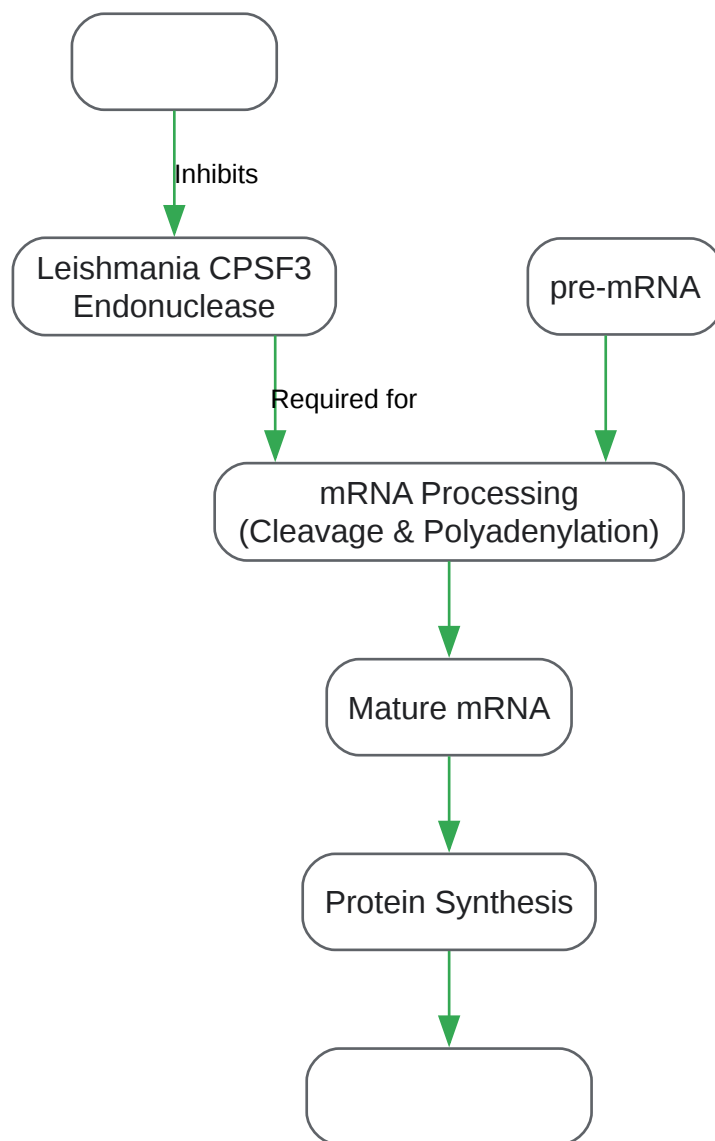 Inhibits
Leishmania CPSF3
Endonuclease
pre-mRNA
Required for
mRNA Processing
(Cleavage & Polyadenylation)
Mature mRNA
Protein Synthesis